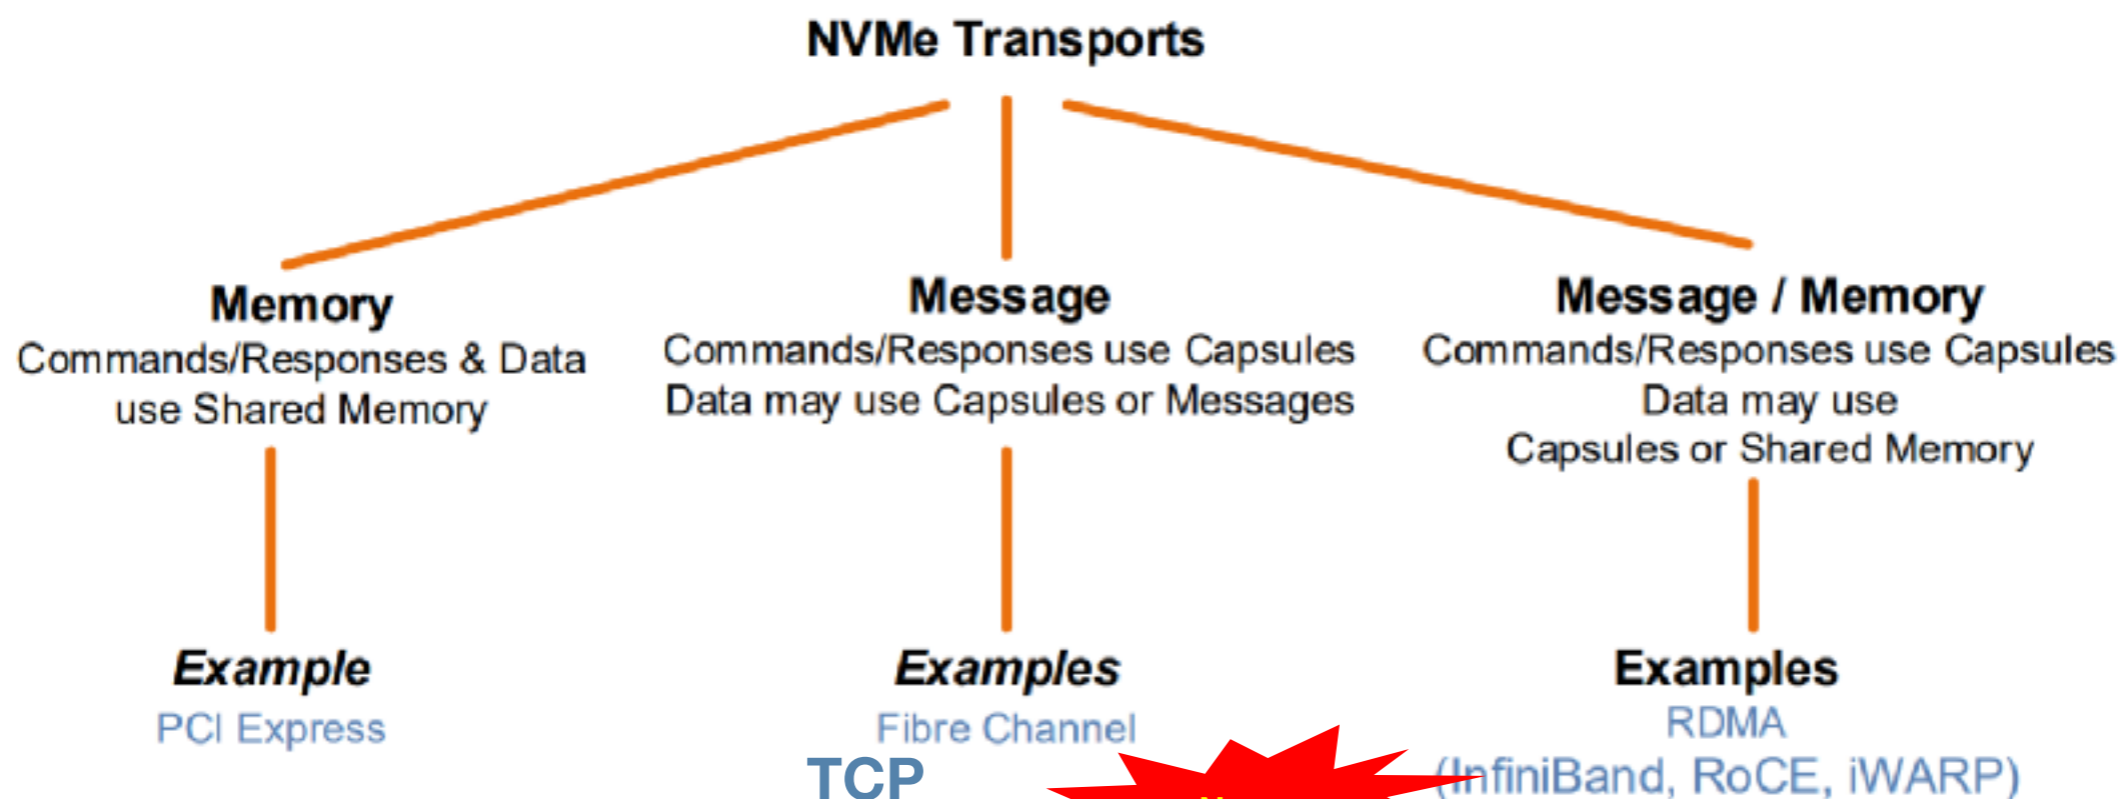 NVMe Transports
Memory
Commands/Responses & Data
use Shared Memory
Message
Commands/Responses use Capsules
Data may use Capsules or Messages
Message / Memory
Commands/Responses use Capsules
Data may use
Capsules or Shared Memory
Example
PCI Express
Examples
Fibre Channel
TCP
Examples
RDMA
(InfiniBand, RoCE, iWARP)